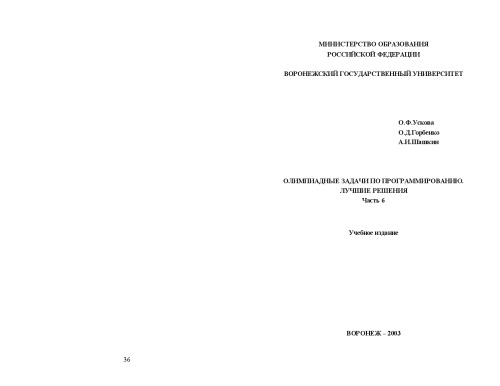 МИНИСТЕРСТВО ОБРАЗОВАНИЯ
РОССИЙСКОЙ ФЕДЕРАЦИИ
ВОРОНЕЖСКИЙ ГОСУДАРСТВЕННЫЙ УНИВЕРСИТЕТ
О.Ф.Ускова
О.Д.Горбенко
А.И.Шашкин
ОЛИМПИАДНЫЕ ЗАДАЧИ ПО ПРОГРАММИРОВАНИЮ.
ЛУЧШИЕ РЕШЕНИЯ
Часть 6
Учебное издание
ВОРОНЕЖ – 2003
36